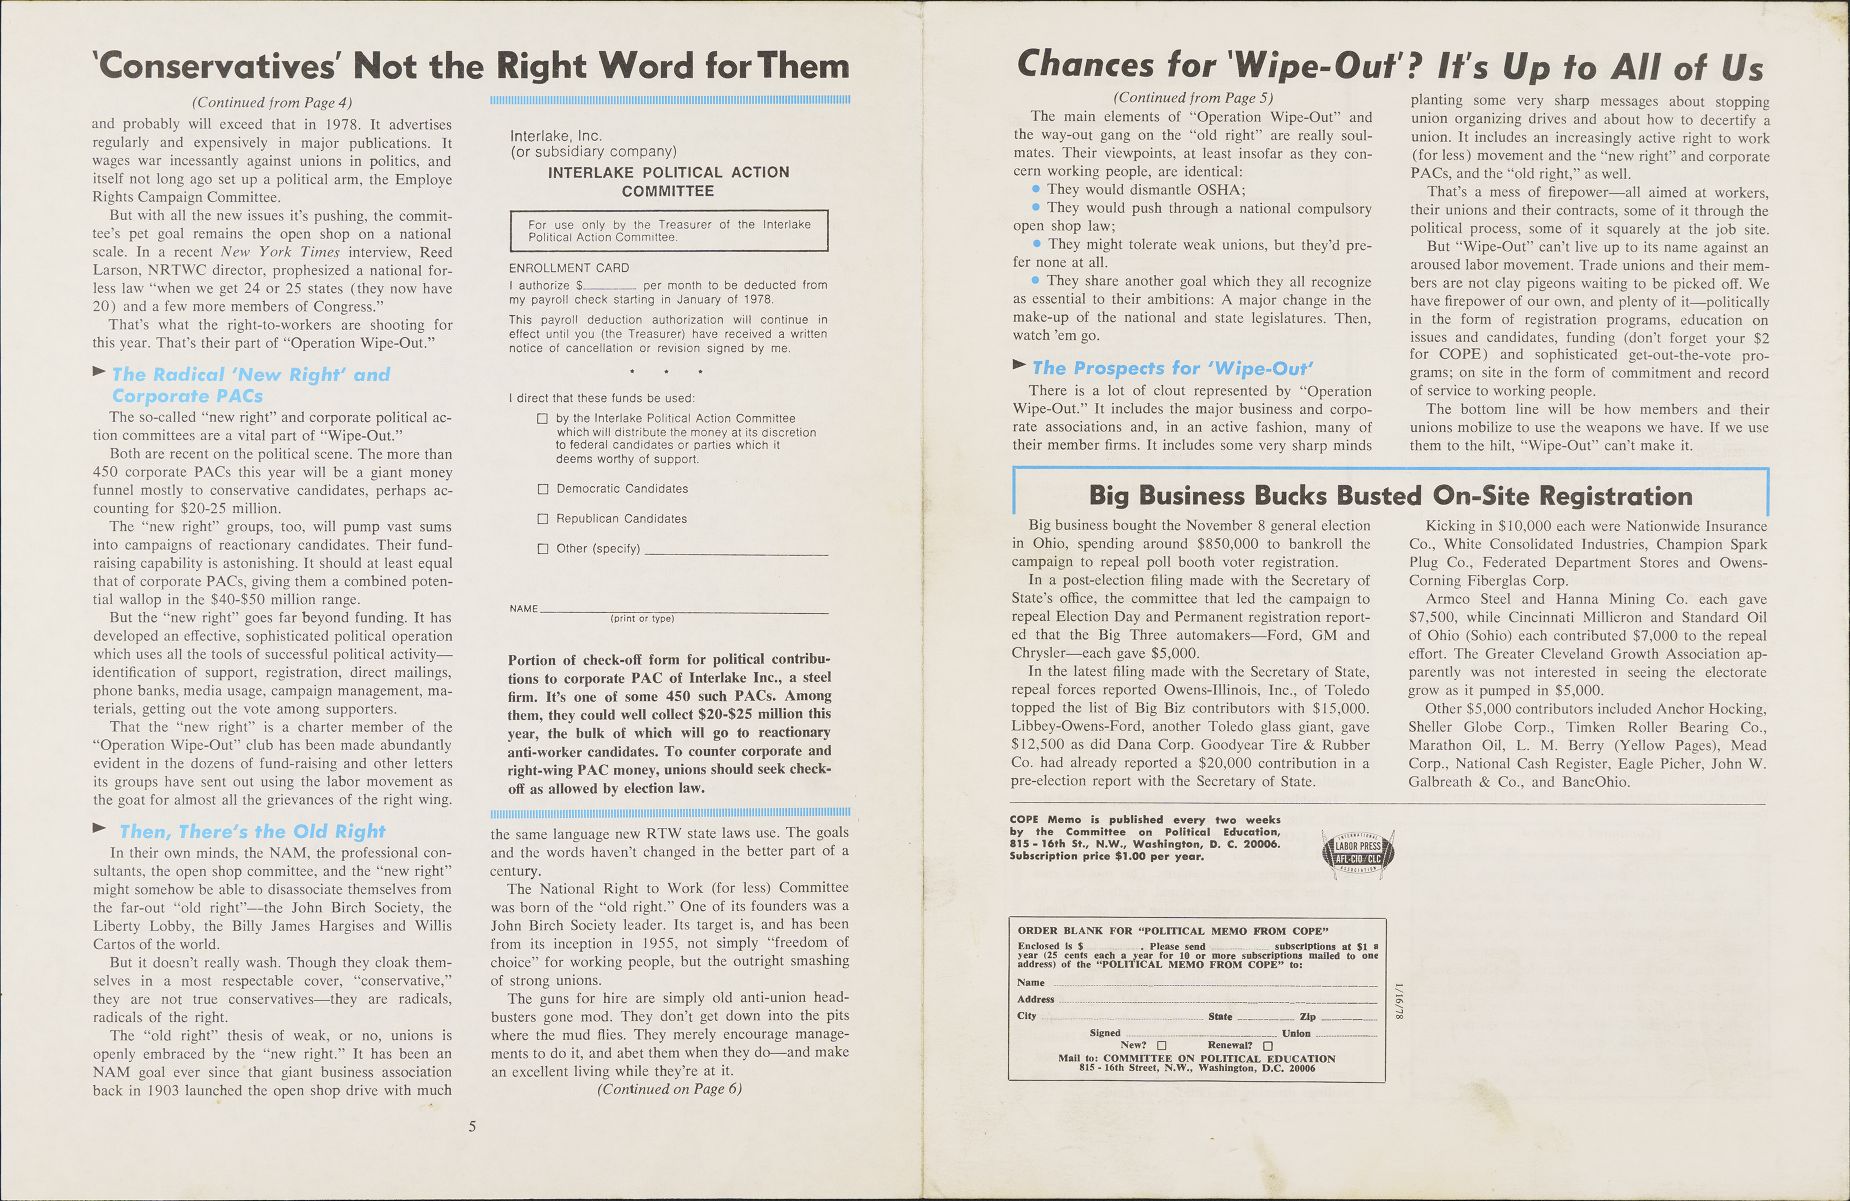 'Conservatives' Not the Right Word for Them
(Continued from Page 4)
and probably will exceed that in 1978. It advertises
regularly and expensively in major publications. It
wages war incessantly against unions in politics, and
itself not long ago set up a political arm, the Employe
Rights Campaign Committee.
But with all the new issues it's pushing, the commit-
tee's pet goal remains the open shop on a national
scale. In a recent New York Times interview, Reed
Larson, NRTWC director, prophesized a national for-
less law "when we get 24 or 25 states (they now have
20) and a few more members of Congress."
That's what the right-to-workers are shooting for
this year. That's their part of "Operation Wipe-Out."
► The Radical 'New Right' and
Corporate PACs
The so-called "new right" and corporate political ac-
tion committees are a vital part of "Wipe-Out."
Both are recent on the political scene. The more than
450 corporate PACs this year will be a giant money
funnel mostly to conservative candidates, perhaps ac-
counting for $20-25 million.
The "new right" groups, too, will pump vast sums
into campaigns of reactionary candidates. Their fund-
raising capability is astonishing. It should at least equal
that of corporate PACs, giving them a combined poten-
tial wallop in the $40-$50 million range.
But the "new right" goes far beyond funding. It has
developed an effective, sophisticated political operation
which uses all the tools of successful political activity—
identification of support, registration, direct mailings,
phone banks, media usage, campaign management, ma-
terials, getting out the vote among supporters.
That the "new right" is a charter member of the
"Operation Wipe-Out" club has been made abundantly
evident in the dozens of fund-raising and other letters
its groups have sent out using the labor movement as
the goat for almost all the grievances of the right wing.
► Then, There's the Old Right
In their own minds, the NAM, the professional con-
sultants, the open shop committee, and the "new right"
might somehow be able to disassociate themselves from
the far-out "old right"—the John Birch Society, the
Liberty Lobby, the Billy James Hargises and Willis
Cartos of the world.
But it doesn't really wash. Though they cloak them-
selves in a most respectable cover, "conservative,"
they are not true conservatives—they are radicals,
radicals of the right.
The "old right" thesis of weak, or no, unions is
openly embraced by the "new right." It has been an
NAM goal ever since that giant business association
back in 1903 launched the open shop drive with much
Interlake, Inc.
(or subsidiary company)
INTERLAKE POLITICAL ACTION
COMMITTEE
For use only by the Treasurer of the Interlake
Political Action Committee.
ENROLLMENT CARD
I authorize $________ per month to be deducted from
my payroll check starting in January of 1978.
This payroll deduction authorization will continue in
effect until you (the Treasurer) have received a written
notice of cancellation or revision signed by me.
* * *
I direct that these funds be used:
☐ by the Interlake Political Action Committee
which will distribute the money at its discretion
to federal candidates or parties which it
deems worthy of support.
☐ Democratic Candidates
☐ Republican Candidates
☐ Other (specify) ________
NAME ________
(print or type)
Portion of check-off form for political contribu-
tions to corporate PAC of Interlake Inc., a steel
firm. It's one of some 450 such PACs. Among
them, they could well collect $20-$25 million this
year, the bulk of which will go to reactionary
anti-worker candidates. To counter corporate and
right-wing PAC money, unions should seek check-
off as allowed by election law.
the same language new RTW state laws use. The goals
and the words haven't changed in the better part of a
century.
The National Right to Work (for less) Committee
was born of the "old right." One of its founders was a
John Birch Society leader. Its target is, and has been
from its inception in 1955, not simply "freedom of
choice" for working people, but the outright smashing
of strong unions.
The guns for hire are simply old anti-union head-
busters gone mod. They don't get down into the pits
where the mud flies. They merely encourage manage-
ments to do it, and abet them when they do—and make
an excellent living while they're at it.
(Continued on Page 6)
5
Chances for 'Wipe-Out'? It's Up to All of Us
(Continued from Page 5)
The main elements of "Operation Wipe-Out" and
the way-out gang on the "old right" are really soul-
mates. Their viewpoints, at least insofar as they con-
cern working people, are identical:
• They would dismantle OSHA;
• They would push through a national compulsory
open shop law;
• They might tolerate weak unions, but they'd pre-
fer none at all.
• They share another goal which they all recognize
as essential to their ambitions: A major change in the
make-up of the national and state legislatures. Then,
watch 'em go.
► The Prospects for 'Wipe-Out'
There is a lot of clout represented by "Operation
Wipe-Out." It includes the major business and corpo-
rate associations and, in an active fashion, many of
their member firms. It includes some very sharp minds
planting some very sharp messages about stopping
union organizing drives and about how to decertify a
union. It includes an increasingly active right to work
(for less) movement and the "new right" and corporate
PACs, and the "old right," as well.
That's a mess of firepower—all aimed at workers,
their unions and their contracts, some of it through the
political process, some of it squarely at the job site.
But "Wipe-Out" can't live up to its name against an
aroused labor movement. Trade unions and their mem-
bers are not clay pigeons waiting to be picked off. We
have firepower of our own, and plenty of it—politically
in the form of registration programs, education on
issues and candidates, funding (don't forget your $2
for COPE) and sophisticated get-out-the-vote pro-
grams; on site in the form of commitment and record
of service to working people.
The bottom line will be how members and their
unions mobilize to use the weapons we have. If we use
them to the hilt, "Wipe-Out" can't make it.
Big Business Bucks Busted On-Site Registration
Big business bought the November 8 general election
in Ohio, spending around $850,000 to bankroll the
campaign to repeal poll booth voter registration.
In a post-election filing made with the Secretary of
State's office, the committee that led the campaign to
repeal Election Day and Permanent registration report-
ed that the Big Three automakers—Ford, GM and
Chrysler—each gave $5,000.
In the latest filing made with the Secretary of State,
repeal forces reported Owens-Illinois, Inc., of Toledo
topped the list of Big Biz contributors with $15,000.
Libbey-Owens-Ford, another Toledo glass giant, gave
$12,500 as did Dana Corp. Goodyear Tire & Rubber
Co. had already reported a $20,000 contribution in a
pre-election report with the Secretary of State.
Kicking in $10,000 each were Nationwide Insurance
Co., White Consolidated Industries, Champion Spark
Plug Co., Federated Department Stores and Owens-
Corning Fiberglas Corp.
Armco Steel and Hanna Mining Co. each gave
$7,500, while Cincinnati Millicron and Standard Oil
of Ohio (Sohio) each contributed $7,000 to the repeal
effort. The Greater Cleveland Growth Association ap-
parently was not interested in seeing the electorate
grow as it pumped in $5,000.
Other $5,000 contributors included Anchor Hocking,
Sheller Globe Corp., Timken Roller Bearing Co.,
Marathon Oil, L. M. Berry (Yellow Pages), Mead
Corp., National Cash Register, Eagle Picher, John W.
Galbreath & Co., and BancOhio.
COPE Memo is published every two weeks
by the Committee on Political Education,
815 - 16th St., N.W., Washington, D. C. 20006.
Subscription price $1.00 per year.
INTERNATIONAL
LABOR PRESS
AFL-CIO/CLC
ASSOCIATION
ORDER BLANK FOR "POLITICAL MEMO FROM COPE"
Enclosed is $ ________. Please send ________ subscriptions at $1 a
year (25 cents each a year for 10 or more subscriptions mailed to one
address) of the "POLITICAL MEMO FROM COPE" to:
Name ________
Address ________
City ________ State ________ Zip ________
Signed ________ Union ________
New? ☐ Renewal? ☐
Mail to: COMMITTEE ON POLITICAL EDUCATION
815 - 16th Street, N.W., Washington, D.C. 20006
1/16/78